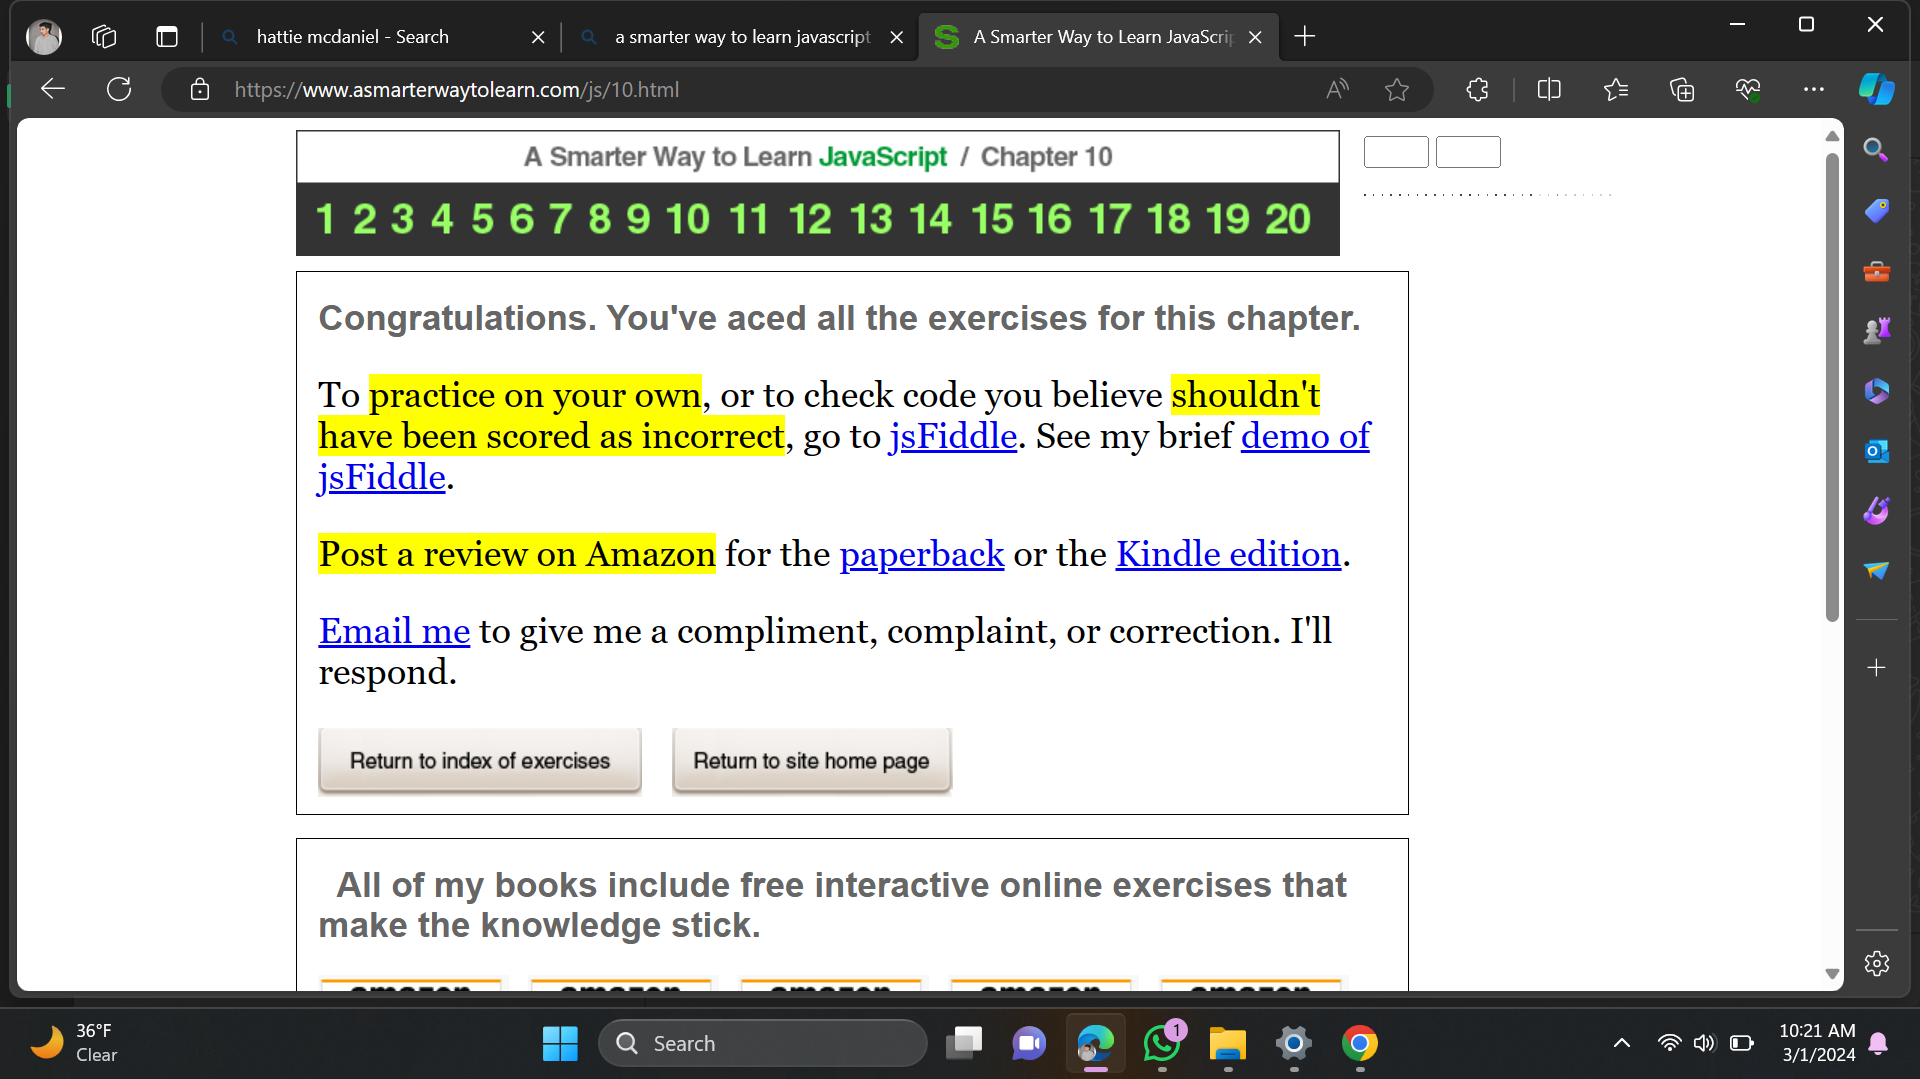 hattie mcdaniel - Search
a smarter way to learn javascript
A Smarter Way to Learn JavaScrip
https://www.asmarterwaytolearn.com/js/10.html
A Smarter Way to Learn JavaScript / Chapter 10
1 2 3 4 5 6 7 8 9 10 11 12 13 14 15 16 17 18 19 20
Congratulations. You've aced all the exercises for this chapter.
To practice on your own, or to check code you believe shouldn't
have been scored as incorrect, go to jsFiddle. See my brief demo of
jsFiddle.
Post a review on Amazon for the paperback or the Kindle edition.
Email me to give me a compliment, complaint, or correction. I'll
respond.
Return to index of exercises
Return to site home page
All of my books include free interactive online exercises that
make the knowledge stick.
amazon amazon amazon amazon amazon
36°F
Clear
Search
1
10:21 AM
3/1/2024